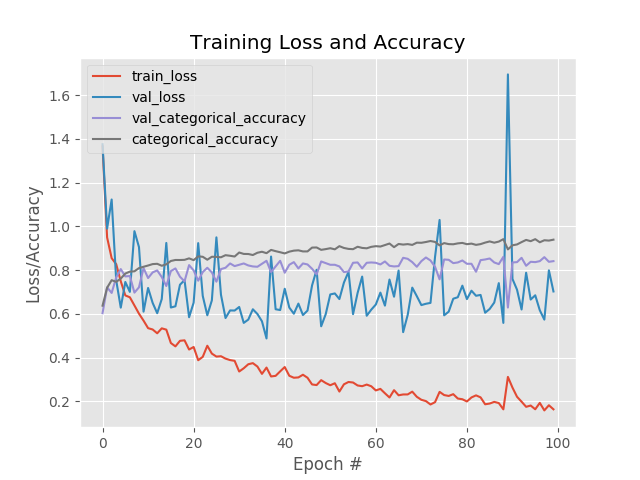 Training Loss and Accuracy
train_loss
val_loss
val_categorical_accuracy
categorical_accuracy
1.6
1.4
1.2
1.0
0.8
0.6
0.4
0.2
Loss/Accuracy
0 20 40 60 80 100
Epoch #